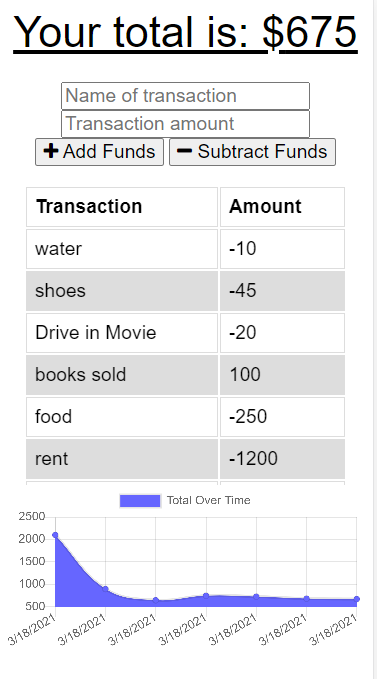 Your total is: $675
Name of transaction
Transaction amount
+ Add Funds − Subtract Funds
Transaction Amount
water -10
shoes -45
Drive in Movie -20
books sold 100
food -250
rent -1200
Total Over Time
2500
2000
1500
1000
500
3/18/2021 3/18/2021 3/18/2021 3/18/2021 3/18/2021 3/18/2021 3/18/2021